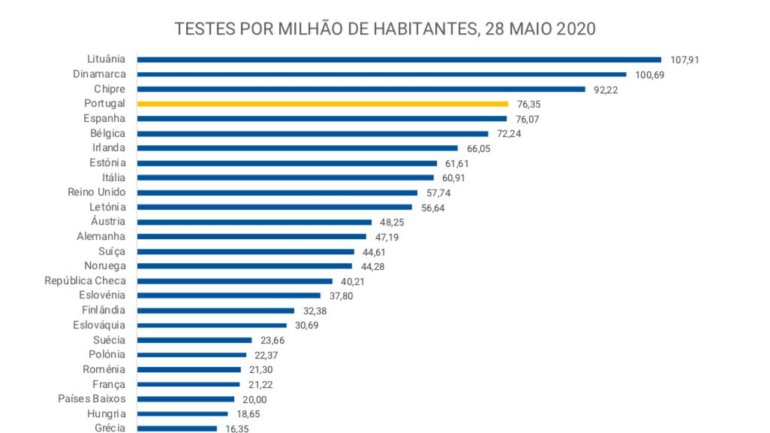 TESTES POR MILHÃO DE HABITANTES, 28 MAIO 2020
Lituânia 107,91
Dinamarca 100,69
Chipre 92,22
Portugal 76,35
Espanha 76,07
Bélgica 72,24
Irlanda 66,05
Estónia 61,61
Itália 60,91
Reino Unido 57,74
Letónia 56,64
Áustria 48,25
Alemanha 47,19
Suíça 44,61
Noruega 44,28
República Checa 40,21
Eslovénia 37,80
Finlândia 32,38
Eslováquia 30,69
Suécia 23,66
Polónia 22,37
Roménia 21,30
França 21,22
Países Baixos 20,00
Hungria 18,65
Grécia 16,35